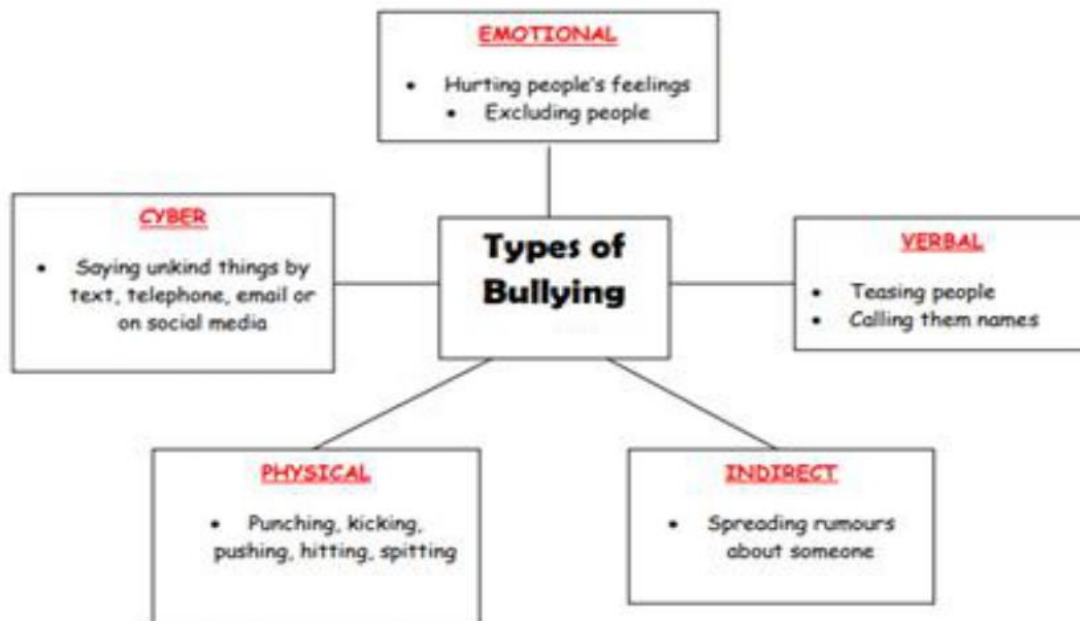 EMOTIONAL
• Hurting people's feelings
• Excluding people
CYBER
• Saying unkind things by
text, telephone, email or
on social media
Types of
Bullying
VERBAL
• Teasing people
• Calling them names
PHYSICAL
• Punching, kicking,
pushing, hitting, spitting
INDIRECT
• Spreading rumours
about someone